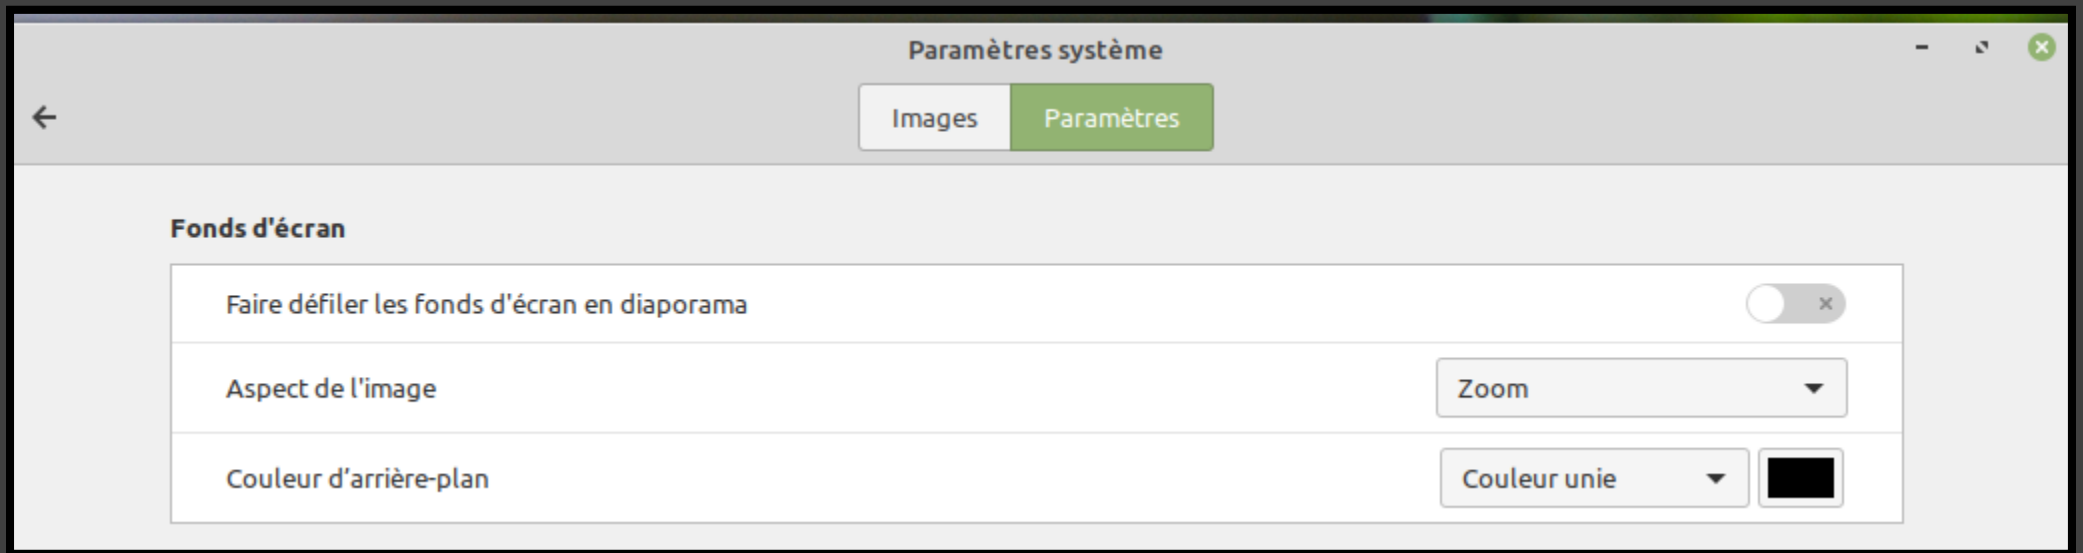 Paramètres système
Images
Paramètres
Fonds d'écran
Faire défiler les fonds d'écran en diaporama
Aspect de l'image
Zoom
Couleur d’arrière-plan
Couleur unie